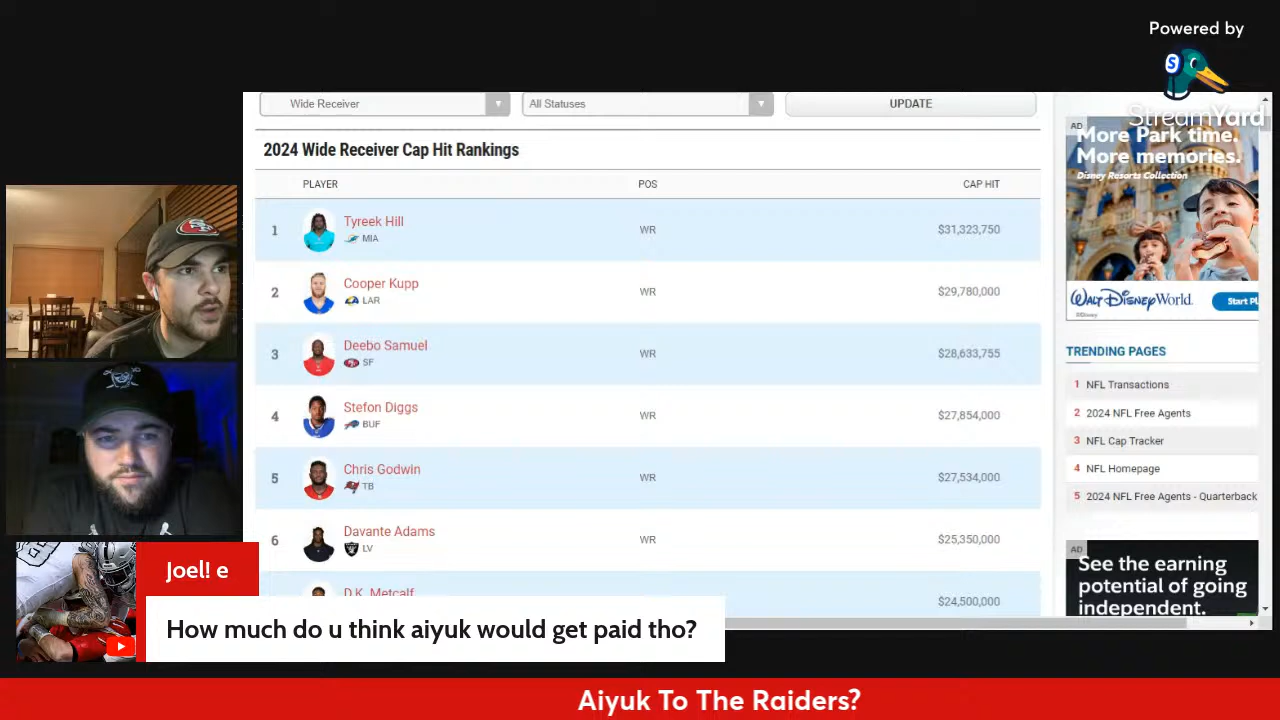 Powered by
S
StreamYard
Wide Receiver
All Statuses
UPDATE
2024 Wide Receiver Cap Hit Rankings
PLAYER POS CAP HIT
1 Tyreek Hill WR $31,323,750
MIA
2 Cooper Kupp WR $29,780,000
LAR
3 Deebo Samuel WR $28,633,755
SF
4 Stefon Diggs WR $27,854,000
BUF
5 Chris Godwin WR $27,534,000
TB
6 Davante Adams WR $25,350,000
LV
D.K. Metcalf $24,500,000
AD
More Park time.
More memories.
Disney Resorts Collection
Walt Disney World.
Start Pl
©Disney
TRENDING PAGES
1 NFL Transactions
2 2024 NFL Free Agents
3 NFL Cap Tracker
4 NFL Homepage
5 2024 NFL Free Agents - Quarterback
AD
See the earning
potential of going
independent.
Joel! e
How much do u think aiyuk would get paid tho?
Aiyuk To The Raiders?